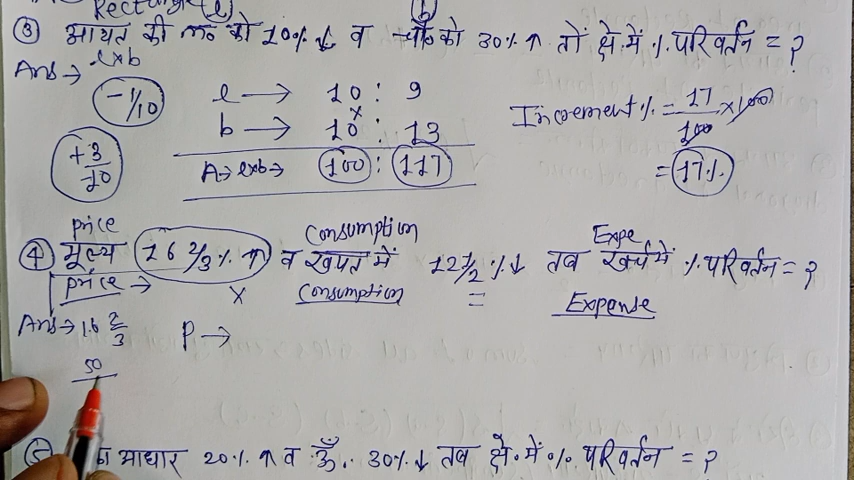 Rectangle (l) (b)
③ आयत की ल० को 10% ↓ व चौ० को 30% ↑ तो क्षे० में % परिवर्तन = ?
Ans → l×b
-1/10 l → 10 : 9 Increment % = 17/100 × 100
b → 10 : 13
+3/10 A → l×b → 100 : 117 = 17%
price Consumption Expe
④ मूल्य 16 2/3 % ↑ व खपत में 12 1/2 % ↓ तब खर्च में % परिवर्तन = ?
price → × Consumption = Expense
Ans → 16 2/3 P →
50
⑤ आधार 20% ↑ व ऊँ. 30% ↓ तब क्षे० में % परिवर्तन = ?